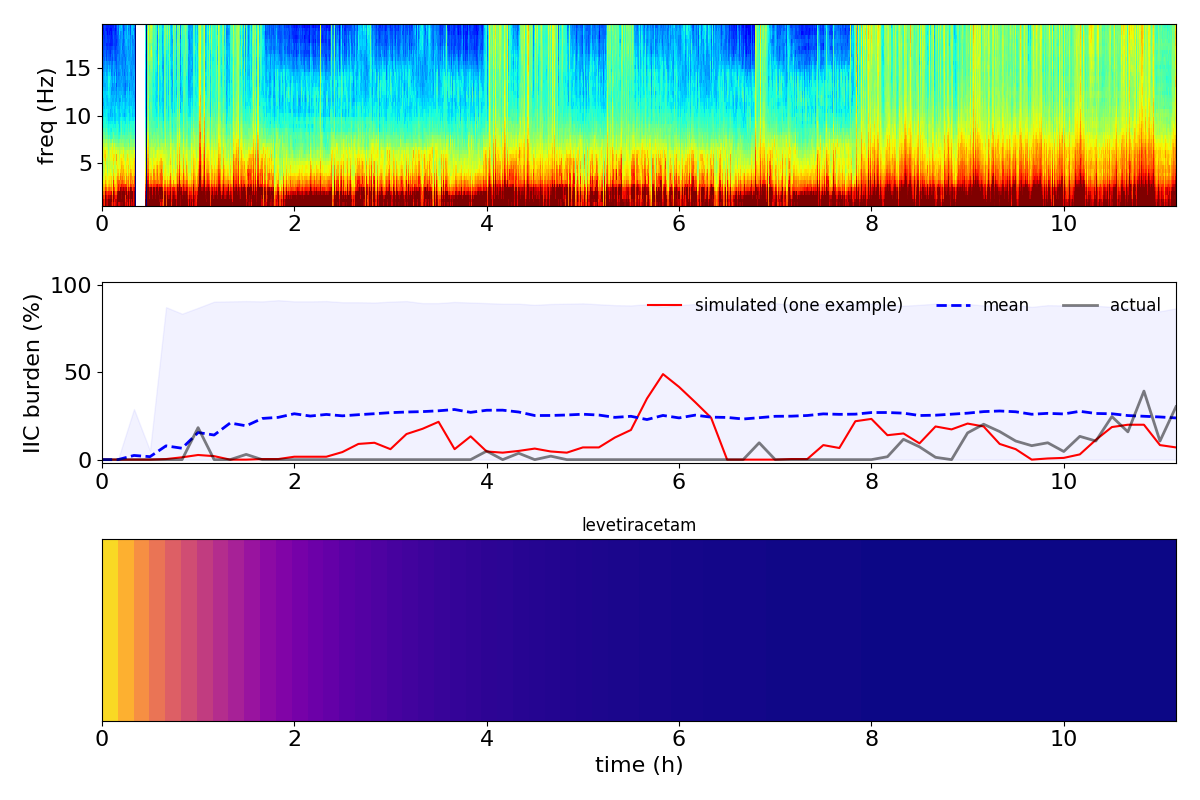 freq (Hz)
15
10
5
0 2 4 6 8 10
IIC burden (%)
100
50
0
simulated (one example) mean actual
0 2 4 6 8 10
levetiracetam
0 2 4 6 8 10
time (h)